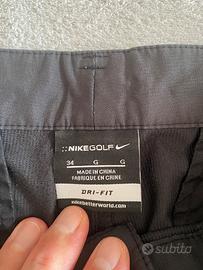 ::NIKEGOLF
34 G G
MADE IN CHINA
FABRIQUÉ EN CHINE
DRI-FIT
nikebetterworld.com
subito